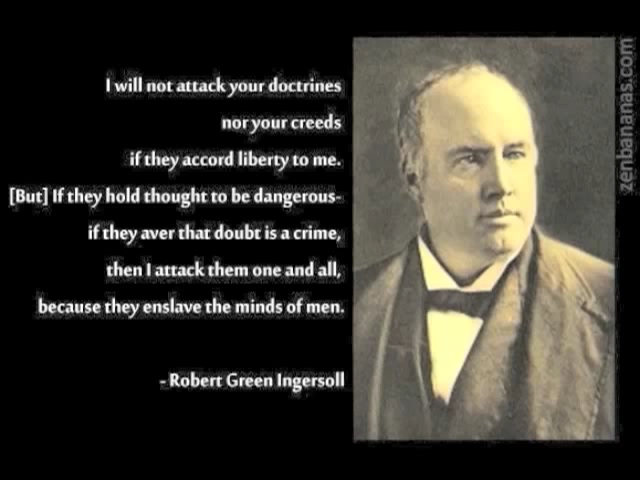 I will not attack your doctrines
nor your creeds
if they accord liberty to me.
[But] If they hold thought to be dangerous-
if they aver that doubt is a crime,
then I attack them one and all,
because they enslave the minds of men.
- Robert Green Ingersoll
zenbananas.com